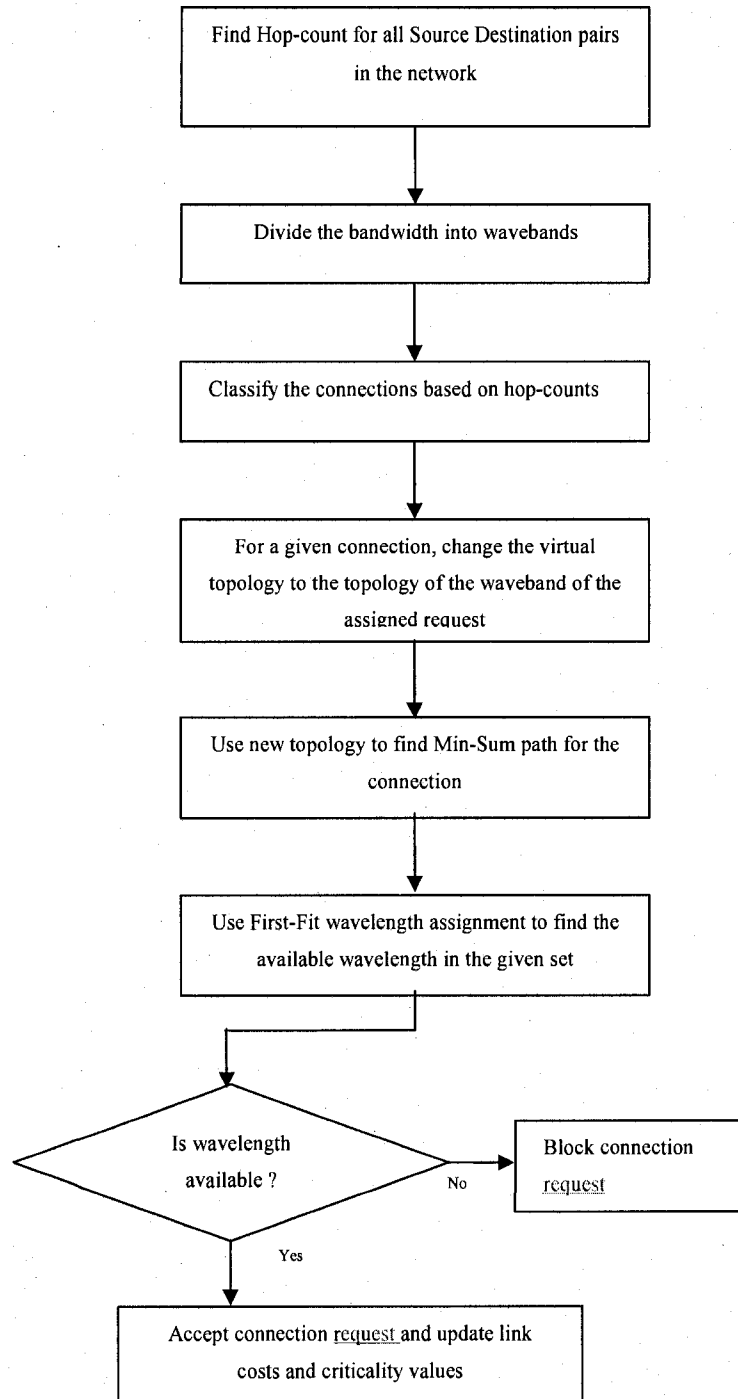 Find Hop-count for all Source Destination pairs
in the network
Divide the bandwidth into wavebands
Classify the connections based on hop-counts
For a given connection, change the virtual
topology to the topology of the waveband of the
assigned request
Use new topology to find Min-Sum path for the
connection
Use First-Fit wavelength assignment to find the
available wavelength in the given set
Is wavelength
available ?
No
Block connection
request
Yes
Accept connection request and update link
costs and criticality values